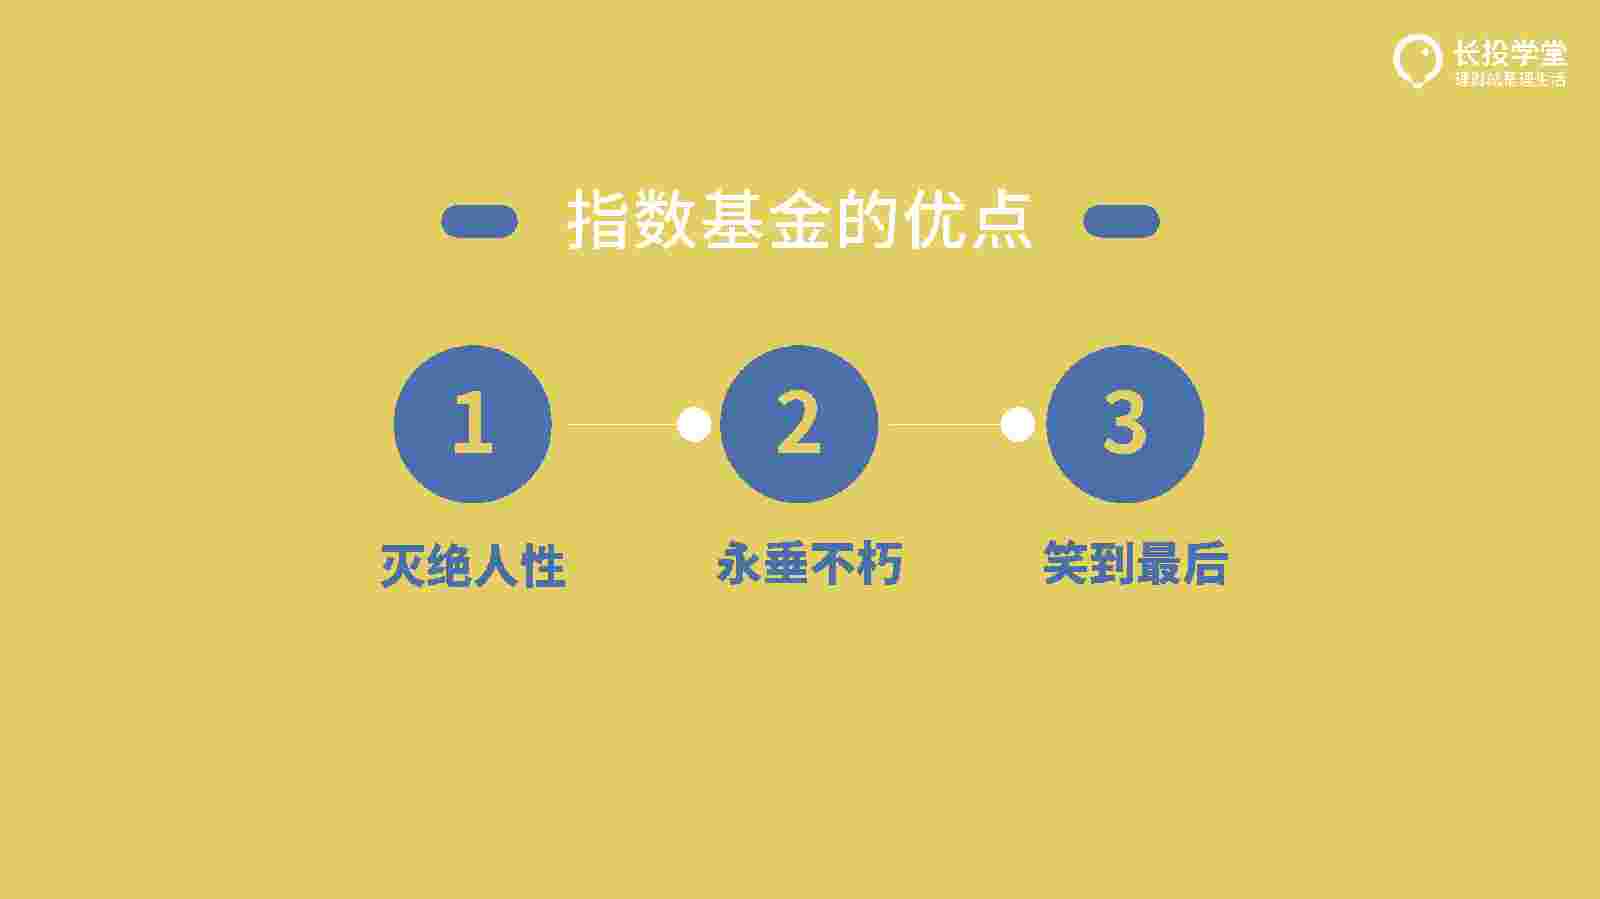 长投学堂
理财就是理生活
指数基金的优点
1
2
3
灭绝人性
永垂不朽
笑到最后